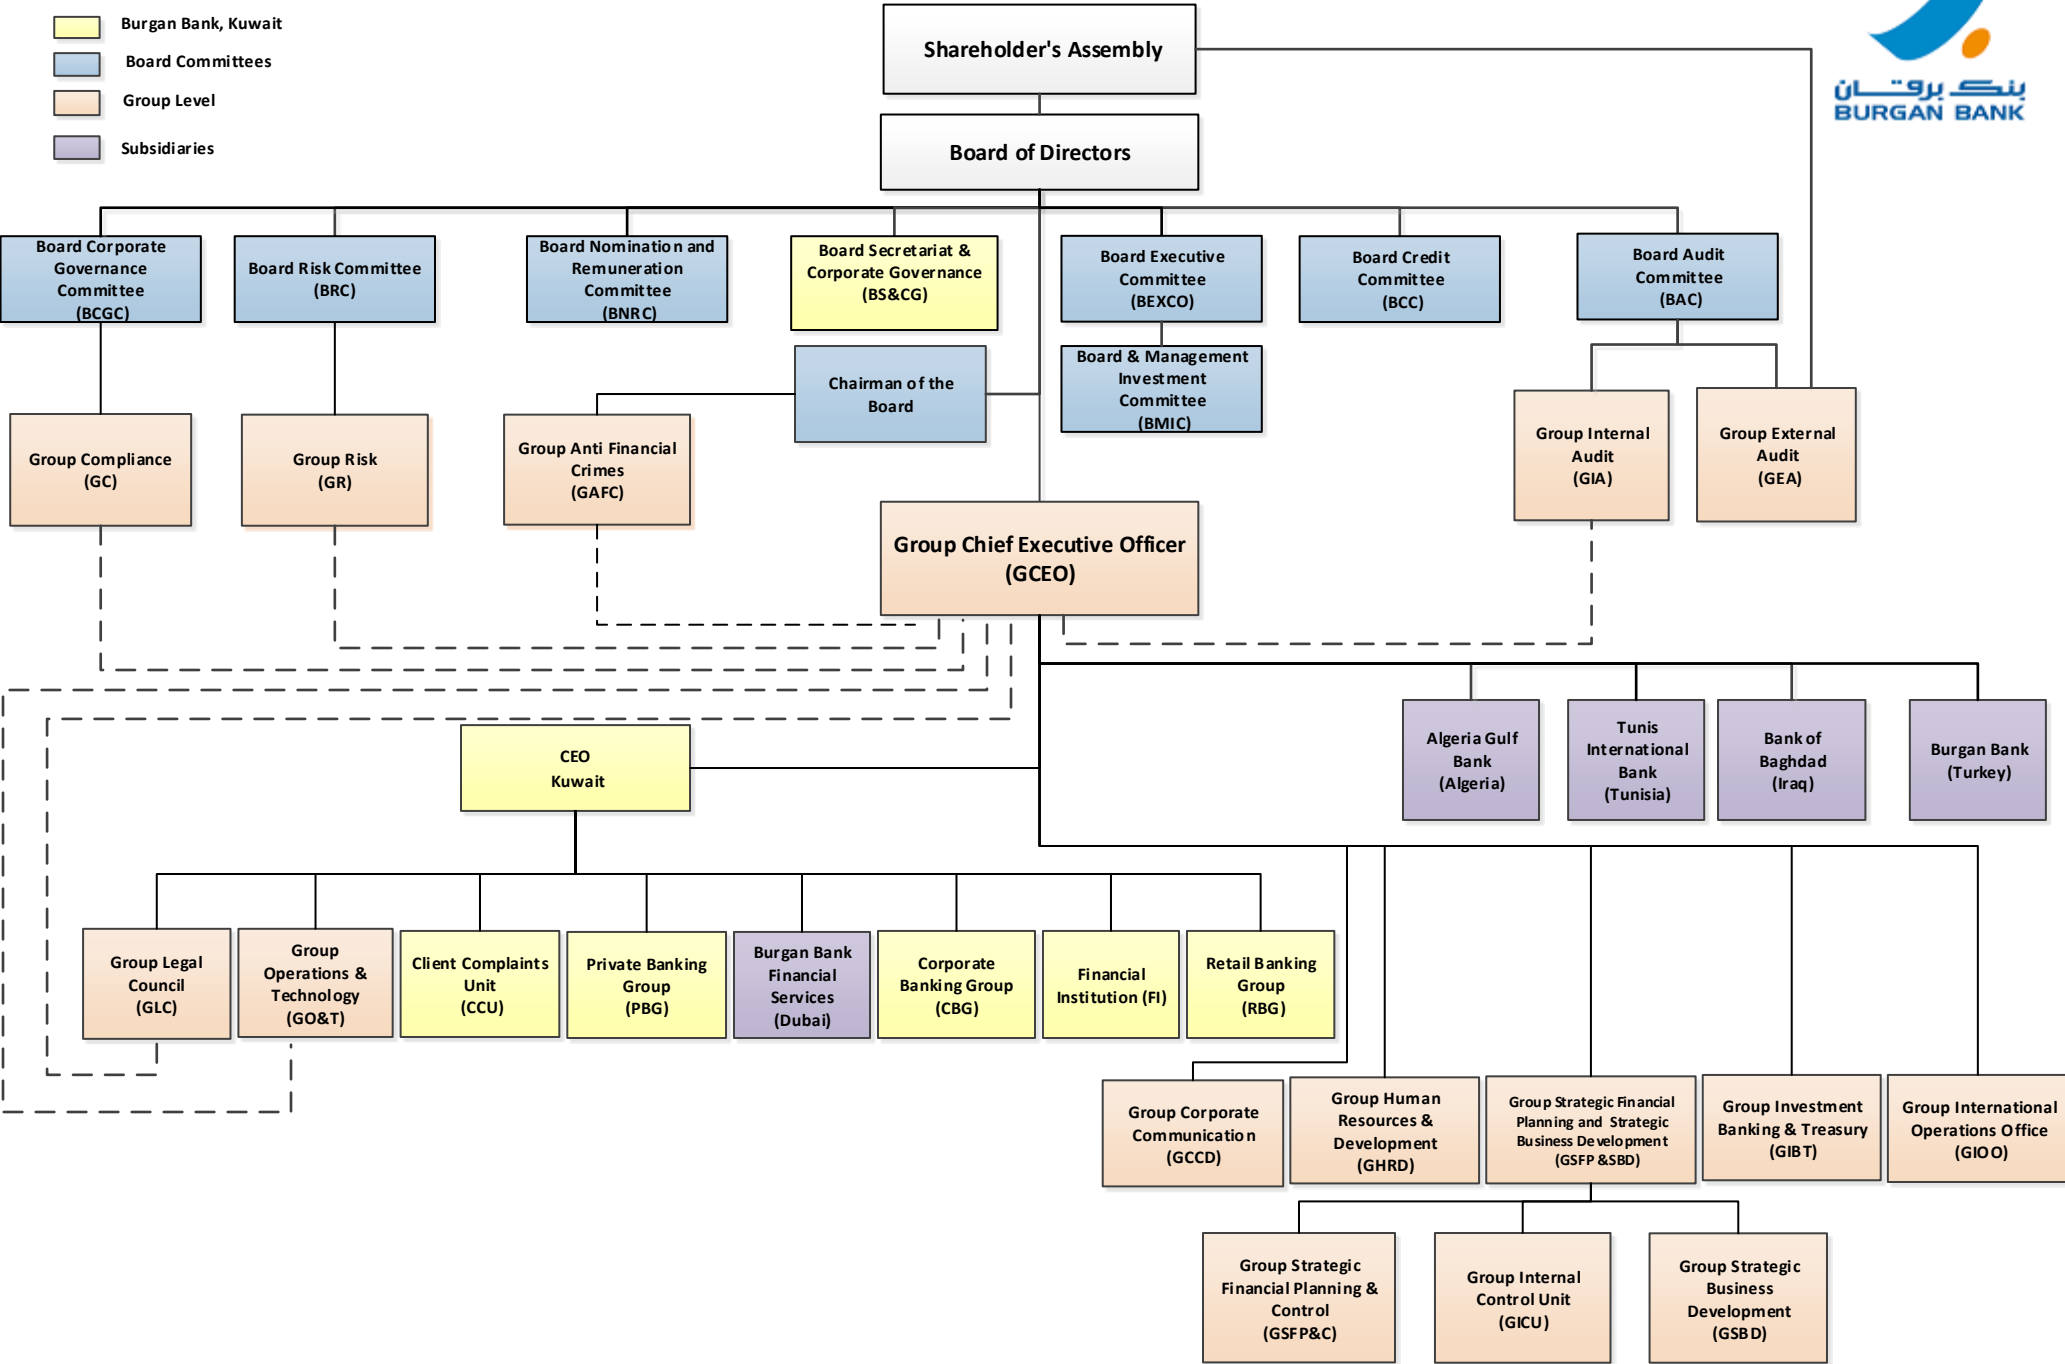 Burgan Bank, Kuwait
Board Committees
Group Level
Subsidiaries
بنك برقان
BURGAN BANK
Shareholder's Assembly
Board of Directors
Board Corporate
Governance
Committee
(BCGC)
Board Risk Committee
(BRC)
Board Nomination and
Remuneration
Committee
(BNRC)
Board Secretariat &
Corporate Governance
(BS&CG)
Board Executive
Committee
(BEXCO)
Board Credit
Committee
(BCC)
Board Audit
Committee
(BAC)
Chairman of the
Board
Board & Management
Investment
Committee
(BMIC)
Group Compliance
(GC)
Group Risk
(GR)
Group Anti Financial
Crimes
(GAFC)
Group Internal
Audit
(GIA)
Group External
Audit
(GEA)
Group Chief Executive Officer
(GCEO)
CEO
Kuwait
Algeria Gulf
Bank
(Algeria)
Tunis
International
Bank
(Tunisia)
Bank of
Baghdad
(Iraq)
Burgan Bank
(Turkey)
Group Legal
Council
(GLC)
Group
Operations &
Technology
(GO&T)
Client Complaints
Unit
(CCU)
Private Banking
Group
(PBG)
Burgan Bank
Financial
Services
(Dubai)
Corporate
Banking Group
(CBG)
Financial
Institution (FI)
Retail Banking
Group
(RBG)
Group Corporate
Communication
(GCCD)
Group Human
Resources &
Development
(GHRD)
Group Strategic Financial
Planning and Strategic
Business Development
(GSFP &SBD)
Group Investment
Banking & Treasury
(GIBT)
Group International
Operations Office
(GIOO)
Group Strategic
Financial Planning &
Control
(GSFP&C)
Group Internal
Control Unit
(GICU)
Group Strategic
Business
Development
(GSBD)